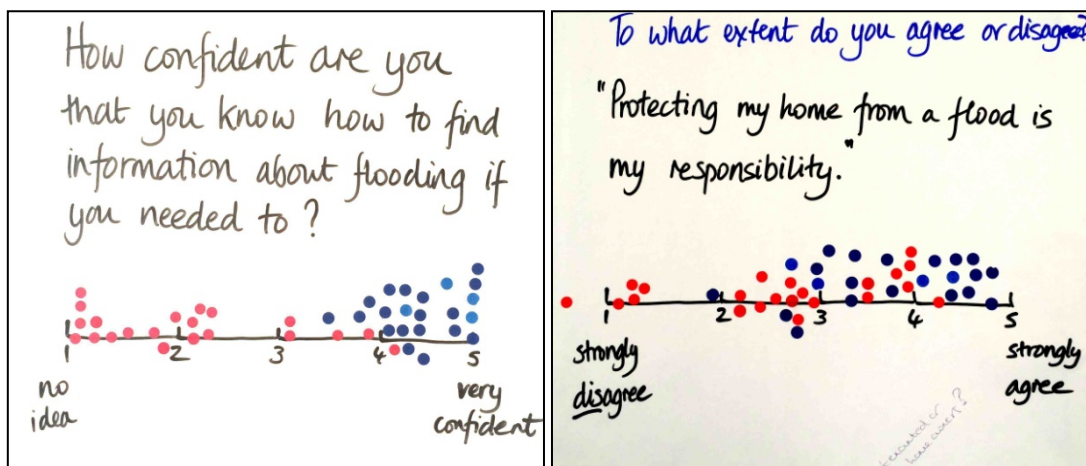 How confident are you
that you know how to find
information about flooding if
you needed to ?
1 2 3 4 5
no
idea
very
confident
To what extent do you agree or disagree?
"Protecting my home from a flood is
my responsibility."
1 2 3 4 5
strongly
disagree
strongly
agree